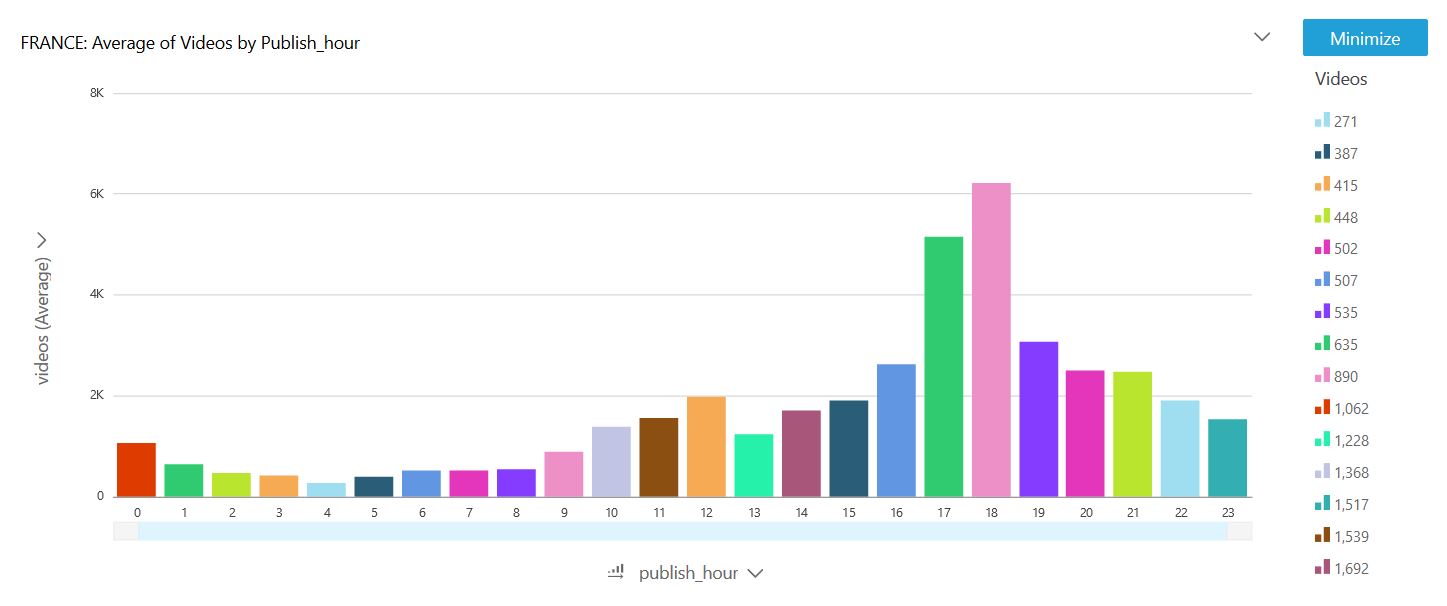 FRANCE: Average of Videos by Publish_hour
Minimize
Videos
8K
6K
4K
2K
0
videos (Average)
0 1 2 3 4 5 6 7 8 9 10 11 12 13 14 15 16 17 18 19 20 21 22 23
publish_hour
271
387
415
448
502
507
535
635
890
1,062
1,228
1,368
1,517
1,539
1,692